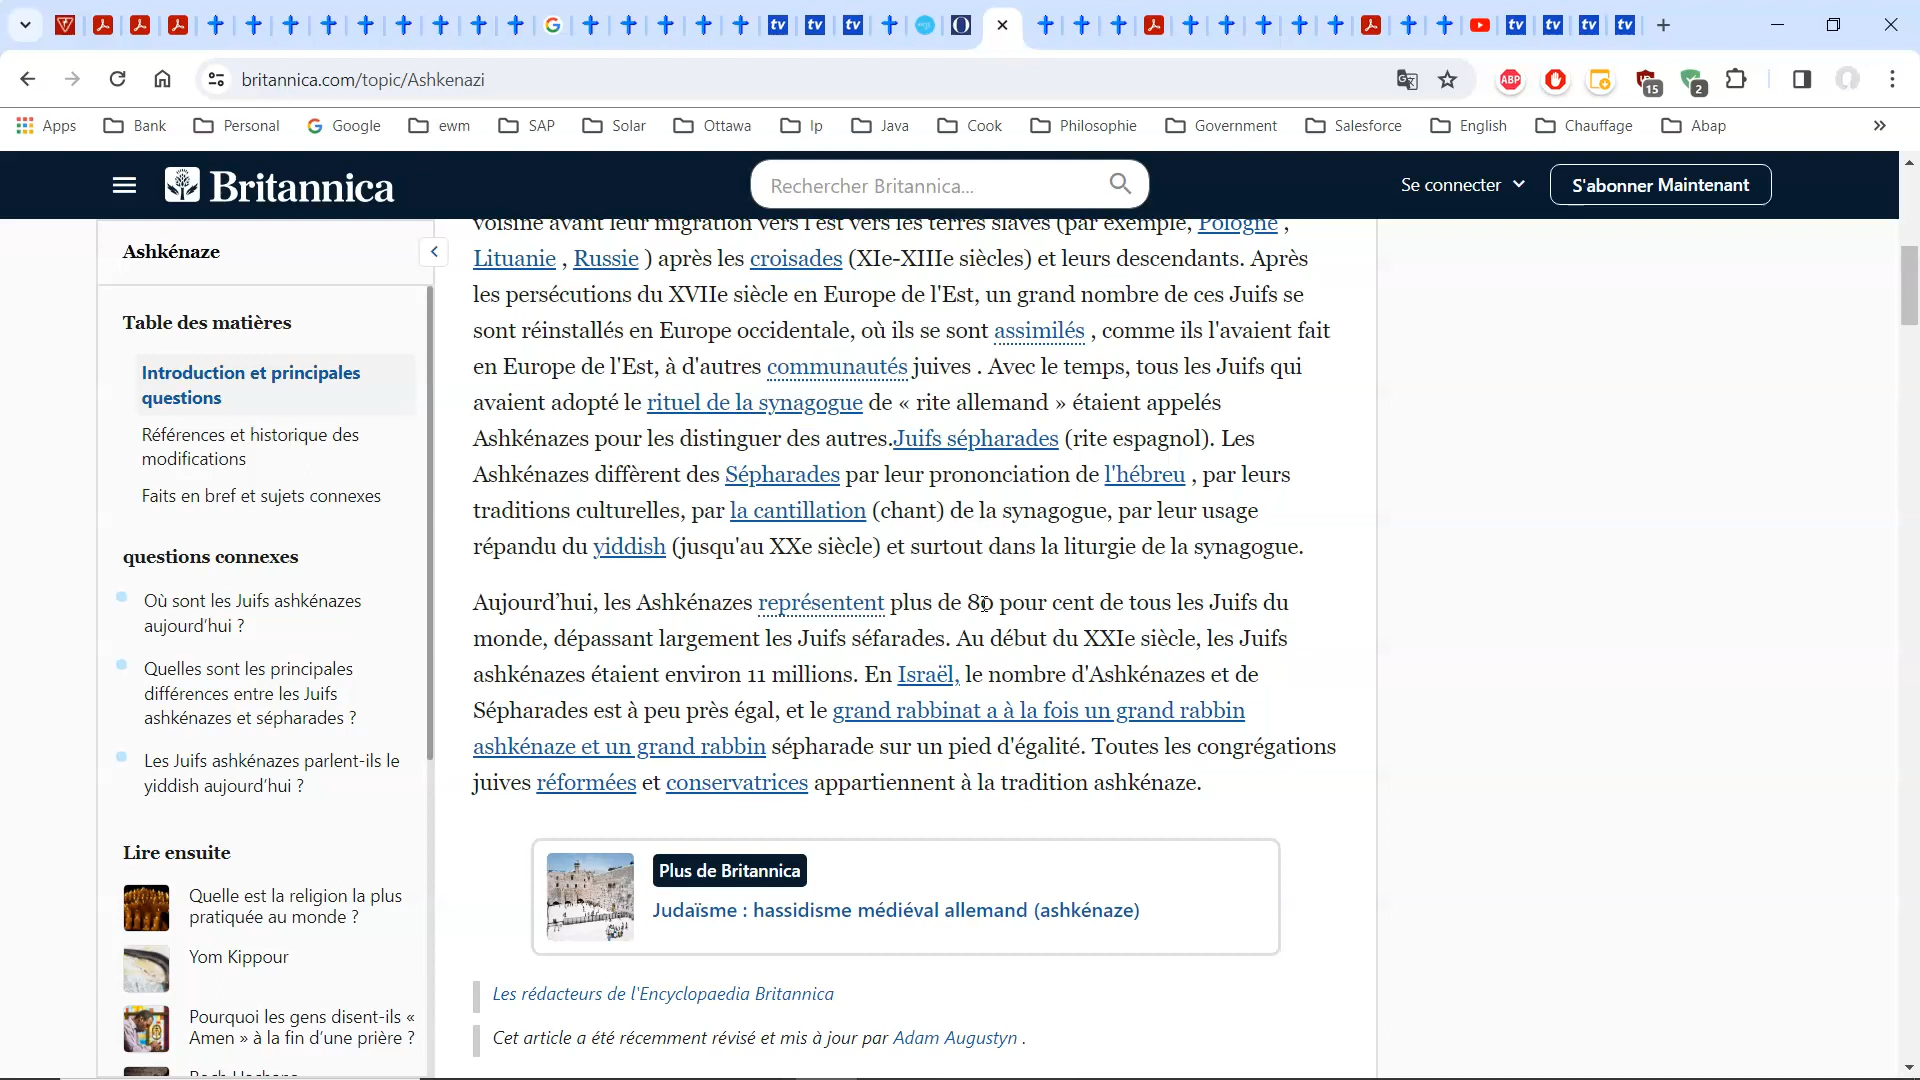 britannica.com/topic/Ashkenazi
ABP
15
2
Apps
Bank
Personal
Google
ewm
SAP
Solar
Ottawa
Ip
Java
Cook
Philosophie
Government
Salesforce
English
Chauffage
Abap
»
Britannica
Rechercher Britannica...
Se connecter
S'abonner Maintenant
Ashkénaze
Table des matières
Introduction et principales
questions
Références et historique des
modifications
Faits en bref et sujets connexes
questions connexes
Où sont les Juifs ashkénazes
aujourd'hui ?
Quelles sont les principales
différences entre les Juifs
ashkénazes et sépharades ?
Les Juifs ashkénazes parlent-ils le
yiddish aujourd'hui ?
Lire ensuite
Quelle est la religion la plus
pratiquée au monde ?
Yom Kippour
Pourquoi les gens disent-ils «
Amen » à la fin d'une prière ?
voisine avant leur migration vers l'est vers les terres slaves (par exemple, Pologne ,
Lituanie , Russie ) après les croisades (XIe-XIIIe siècles) et leurs descendants. Après
les persécutions du XVIIe siècle en Europe de l'Est, un grand nombre de ces Juifs se
sont réinstallés en Europe occidentale, où ils se sont assimilés , comme ils l'avaient fait
en Europe de l'Est, à d'autres communautés juives . Avec le temps, tous les Juifs qui
avaient adopté le rituel de la synagogue de « rite allemand » étaient appelés
Ashkénazes pour les distinguer des autres.Juifs sépharades (rite espagnol). Les
Ashkénazes diffèrent des Sépharades par leur prononciation de l'hébreu , par leurs
traditions culturelles, par la cantillation (chant) de la synagogue, par leur usage
répandu du yiddish (jusqu'au XXe siècle) et surtout dans la liturgie de la synagogue.
Aujourd'hui, les Ashkénazes représentent plus de 80 pour cent de tous les Juifs du
monde, dépassant largement les Juifs séfarades. Au début du XXIe siècle, les Juifs
ashkénazes étaient environ 11 millions. En Israël, le nombre d'Ashkénazes et de
Sépharades est à peu près égal, et le grand rabbinat a à la fois un grand rabbin
ashkénaze et un grand rabbin sépharade sur un pied d'égalité. Toutes les congrégations
juives réformées et conservatrices appartiennent à la tradition ashkénaze.
Plus de Britannica
Judaïsme : hassidisme médiéval allemand (ashkénaze)
Les rédacteurs de l'Encyclopaedia Britannica
Cet article a été récemment révisé et mis à jour par Adam Augustyn .